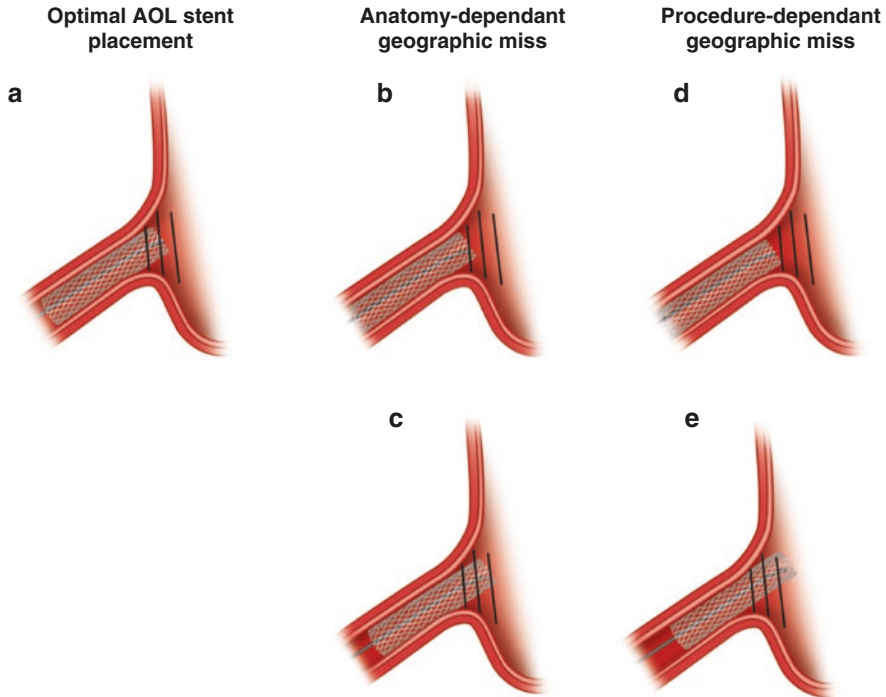 Optimal AOL stent
placement
Anatomy-dependant
geographic miss
Procedure-dependant
geographic miss
a
b
d
c
e